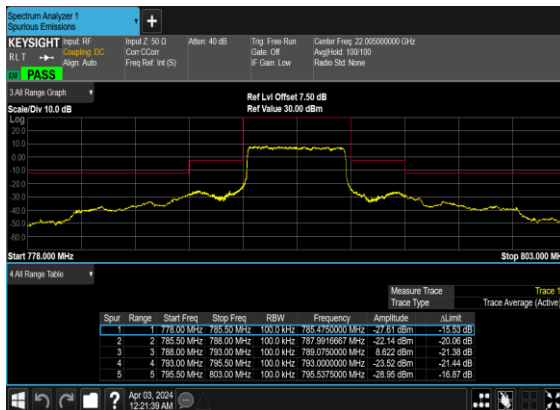 Spectrum Analyzer 1
Spurious Emissions
KEYSIGHT Input: RF Input Z: 50 Ω Atten: 40 dB Trig: Free Run Center Freq: 22.005000000 GHz
RLT Coupling: DC Corr CCorr Gate: Off Avg|Hold: 100/100
Align: Auto Freq Ref: Int (S) IF Gain: Low Radio Std: None
PASS
3 All Range Graph
Ref Lvl Offset 7.50 dB
Scale/Div 10.0 dB Ref Value 30.00 dBm
Log
20.0
10.0
0.00
-10.0
-20.0
-30.0
-40.0
-50.0
-60.0
Start 778.000 MHz Stop 803.000 MH
4 All Range Table
Measure Trace Trace 1
Trace Type Trace Average (Active)
Spur Range Start Freq Stop Freq RBW Frequency Amplitude ΔLimit
1 1 778.00 MHz 785.50 MHz 100.0 kHz 785.4750000 MHz -27.61 dBm -15.53 dB
2 2 785.50 MHz 788.00 MHz 100.0 kHz 787.9916667 MHz -22.14 dBm -20.06 dB
3 3 788.00 MHz 793.00 MHz 100.0 kHz 789.0750000 MHz 8.622 dBm -21.38 dB
4 4 793.00 MHz 795.50 MHz 100.0 kHz 793.0000000 MHz -23.52 dBm -21.44 dB
5 5 795.50 MHz 803.00 MHz 100.0 kHz 795.5375000 MHz -28.95 dBm -16.87 dB
Apr 03, 2024
12:21:39 AM